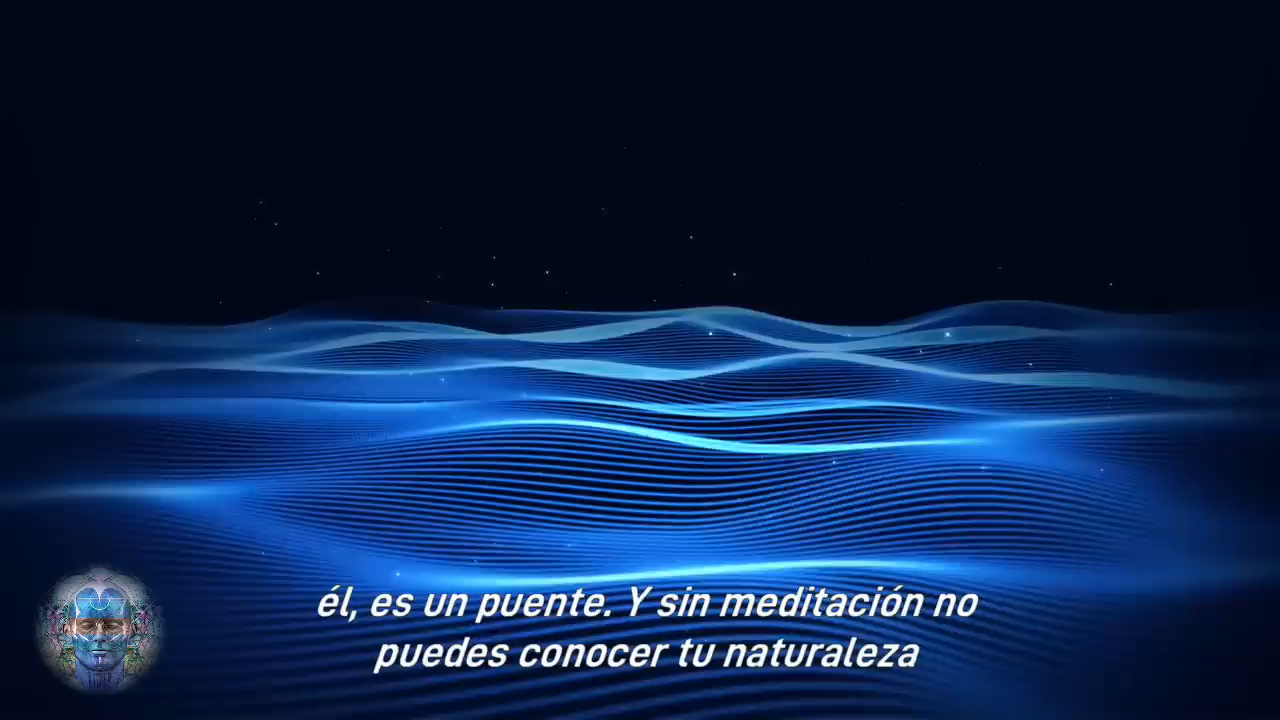 él, es un puente. Y sin meditación no
puedes conocer tu naturaleza